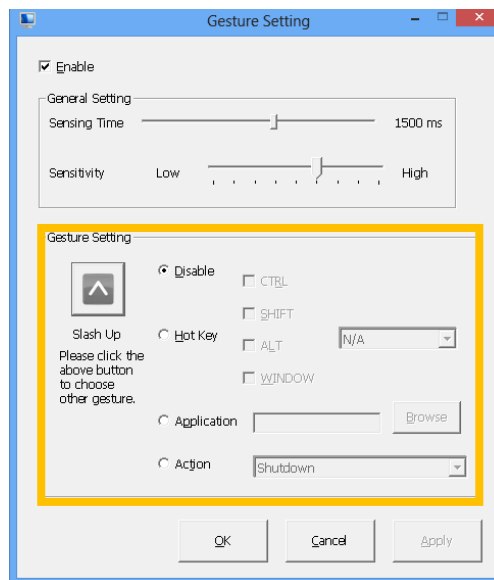 Gesture Setting
Enable
General Setting
Sensing Time 1500 ms
Sensitivity Low High
Gesture Setting
Disable
CTRL
SHIFT
Slash Up
Hot Key
ALT
N/A
Please click the
above button
to choose
other gesture.
WINDOW
Application
Browse
Action
Shutdown
OK Cancel Apply